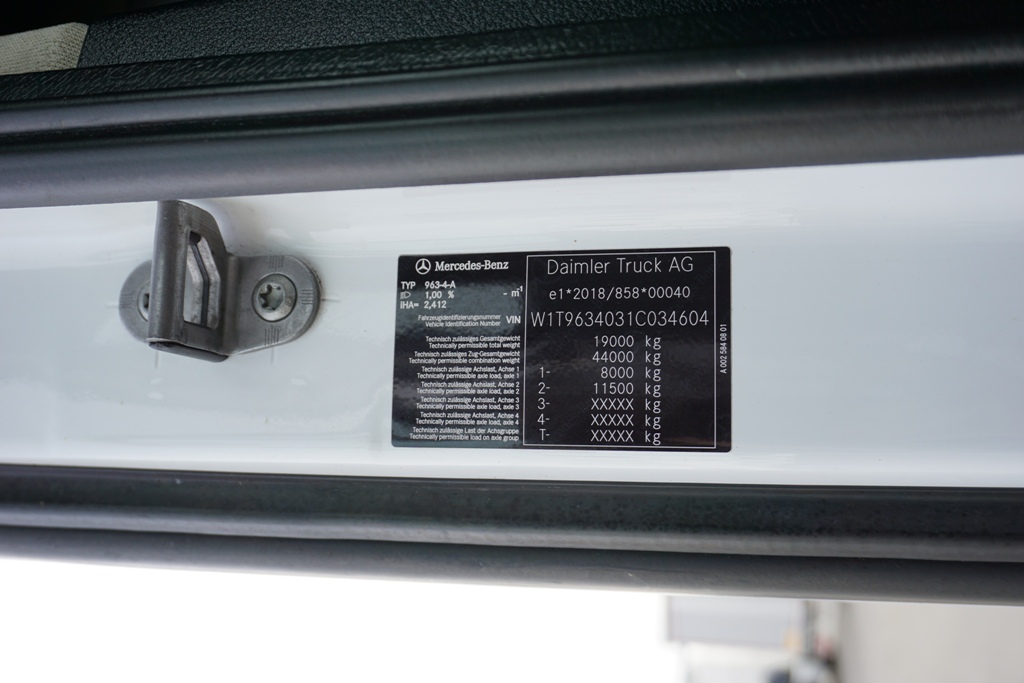 Mercedes-Benz
TYP 963-4-A
1,00 % - m⁻¹
IHA= 2,412
Fahrzeugidentifizierungsnummer
Vehicle Identification Number VIN
Technisch zulässiges Gesamtgewicht
Technically permissible total weight
Technisch zulässiges Zug-Gesamtgewicht
Technically permissible combination weight
Technisch zulässige Achslast, Achse 1
Technically permissible axle load, axle 1
Technisch zulässige Achslast, Achse 2
Technically permissible axle load, axle 2
Technisch zulässige Achslast, Achse 3
Technically permissible axle load, axle 3
Technisch zulässige Achslast, Achse 4
Technically permissible axle load, axle 4
Technisch zulässige Last der Achsgruppe
Technically permissible load on axle group
Daimler Truck AG
e1*2018/858*00040
W1T9634031C034604
19000 kg
44000 kg
1- 8000 kg
2- 11500 kg
3- XXXXX kg
4- XXXXX kg
T- XXXXX kg
A 002 584 08 01